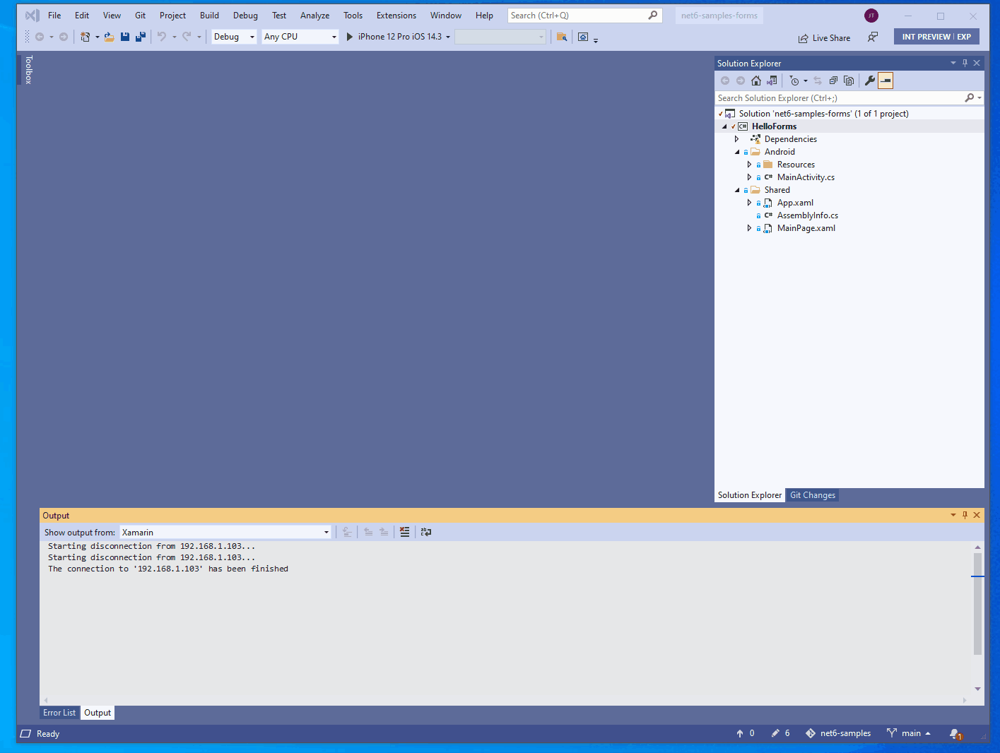 File Edit View Git Project Build Debug Test Analyze Tools Extensions Window Help Search (Ctrl+Q) net6-samples-forms JT
Debug Any CPU iPhone 12 Pro iOS 14.3 Live Share INT PREVIEW | EXP
Toolbox
Solution Explorer
Search Solution Explorer (Ctrl+;)
Solution 'net6-samples-forms' (1 of 1 project)
C# HelloForms
Dependencies
Android
Resources
C# MainActivity.cs
Shared
App.xaml
C# AssemblyInfo.cs
MainPage.xaml
Solution Explorer Git Changes
Output
Show output from: Xamarin
Starting disconnection from 192.168.1.103...
Starting disconnection from 192.168.1.103...
The connection to '192.168.1.103' has been finished
Error List Output
Ready 0 6 net6-samples main 1